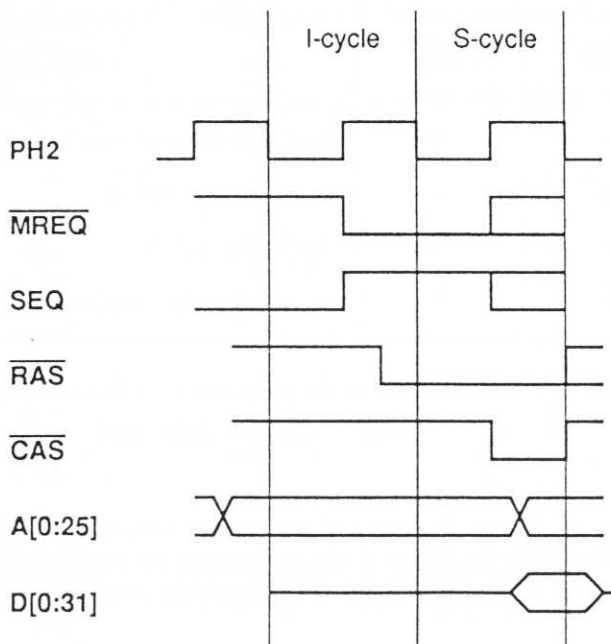 I-cycle S-cycle
PH2
MREQ
SEQ
RAS
CAS
A[0:25]
D[0:31]